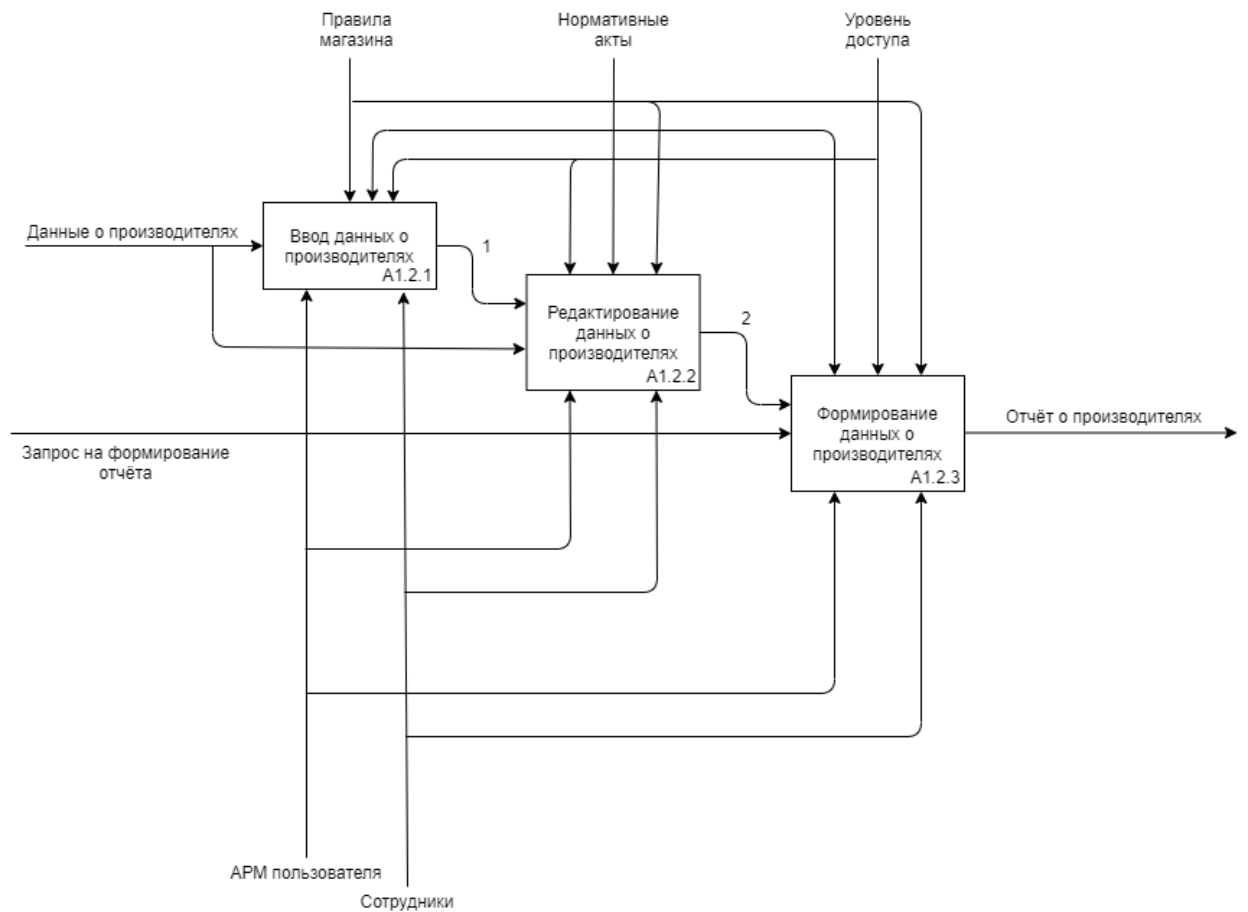 Правила
магазина
Нормативные
акты
Уровень
доступа
Данные о производителях
Ввод данных о
производителях
A1.2.1
1
Редактирование
данных о
производителях
A1.2.2
2
Формирование
данных о
производителях
A1.2.3
Отчёт о производителях
Запрос на формирование
отчёта
АРМ пользователя
Сотрудники